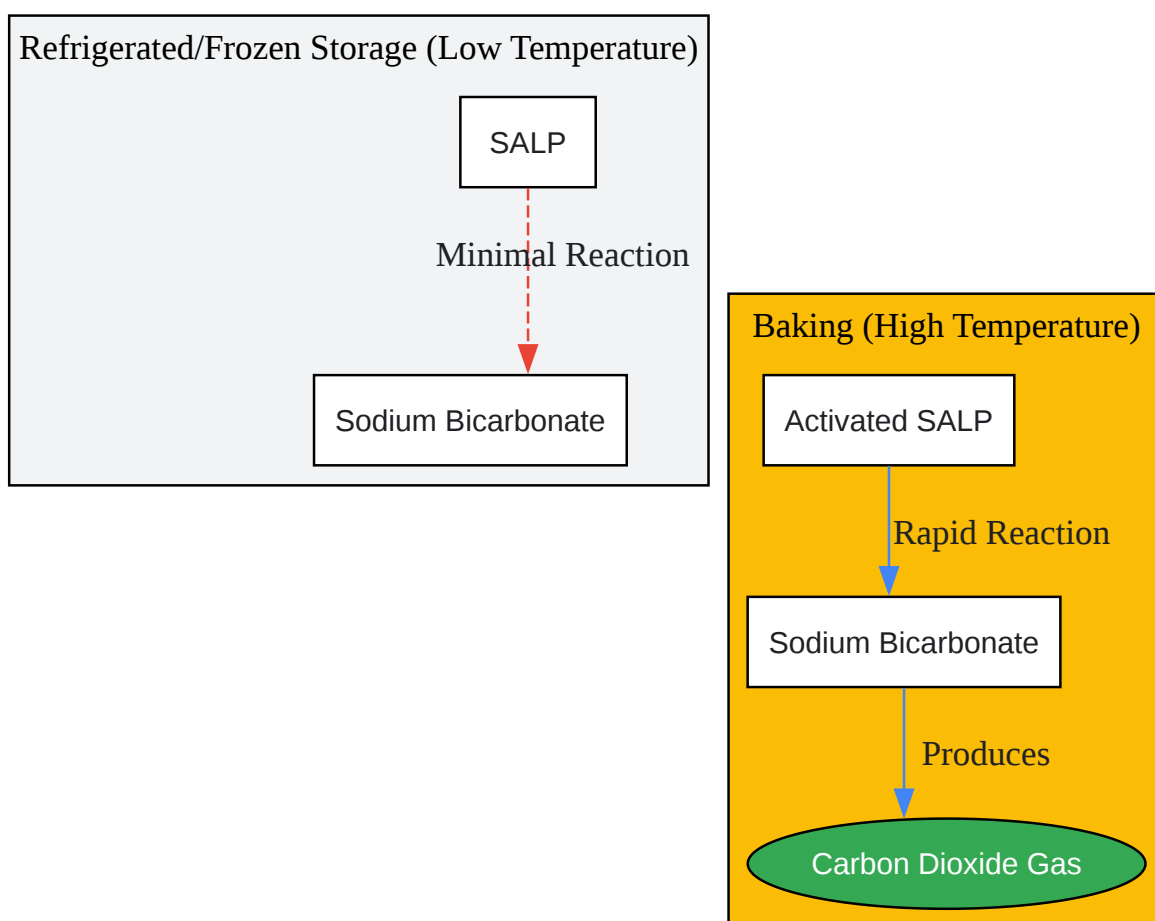 Refrigerated/Frozen Storage (Low Temperature)
SALP
Minimal Reaction
Sodium Bicarbonate
Baking (High Temperature)
Activated SALP
Rapid Reaction
Sodium Bicarbonate
Produces
Carbon Dioxide Gas